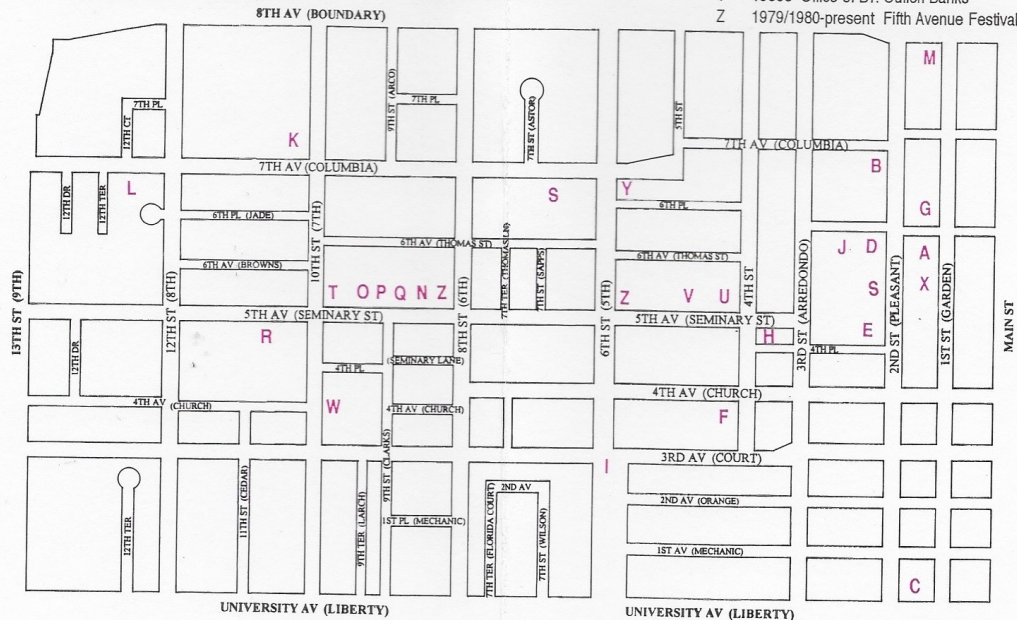 Z 1979/1980-present Fifth Avenue Festival
8TH AV (BOUNDARY)
M
9TH ST (ARCO)
7TH PL
7TH ST (ASTOR)
5TH ST
7TH PL
12TH CT
K
7TH AV (COLUMBIA)
7TH AV (COLUMBIA)
B
L
S
Y
12TH DR
12TH TER
6TH PL (JADE)
6TH PL
G
10TH ST (7TH)
6TH AV (THOMAS ST)
7TH TER (THOMAS LN)
6TH AV (THOMAS ST)
J D
A
6TH AV (BROWNS)
7TH ST (SAPPS)
S
X
13TH ST (9TH)
12TH ST (8TH)
T O P Q N Z
8TH ST (6TH)
6TH ST (5TH)
Z
V
U
4TH ST
3RD ST (ARREDONDO)
2ND ST (PLEASANT)
1ST ST (GARDEN)
MAIN ST
5TH AV (SEMINARY ST)
5TH AV (SEMINARY ST)
R
H
E
12TH DR
(SEMINARY LANE)
4TH PL
4TH PL
4TH AV (CHURCH)
4TH AV (CHURCH)
W
4TH AV (CHURCH)
F
9TH ST (CLARKS)
3RD AV (COURT)
I
2ND AV
2ND AV (ORANGE)
12TH TER
11TH ST (CEDAR)
9TH TER (LARCH)
1ST PL (MECHANIC)
7TH TER (FLORIDA COURT)
7TH ST (WILSON)
1ST AV (MECHANIC)
C
UNIVERSITY AV (LIBERTY)
UNIVERSITY AV (LIBERTY)